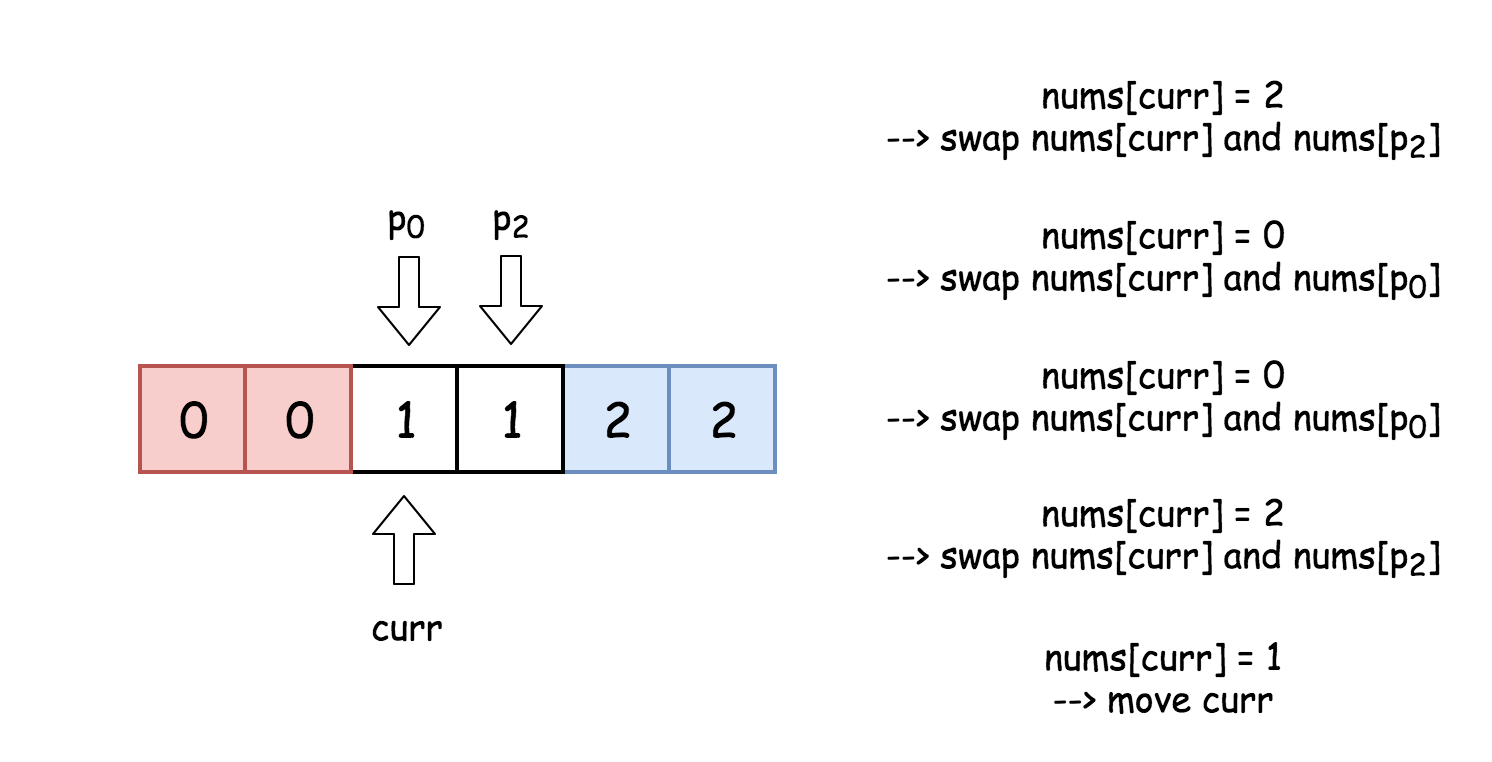 p0 p2
0 0 1 1 2 2
curr
nums[curr] = 2
--> swap nums[curr] and nums[p2]
nums[curr] = 0
--> swap nums[curr] and nums[p0]
nums[curr] = 0
--> swap nums[curr] and nums[p0]
nums[curr] = 2
--> swap nums[curr] and nums[p2]
nums[curr] = 1
--> move curr